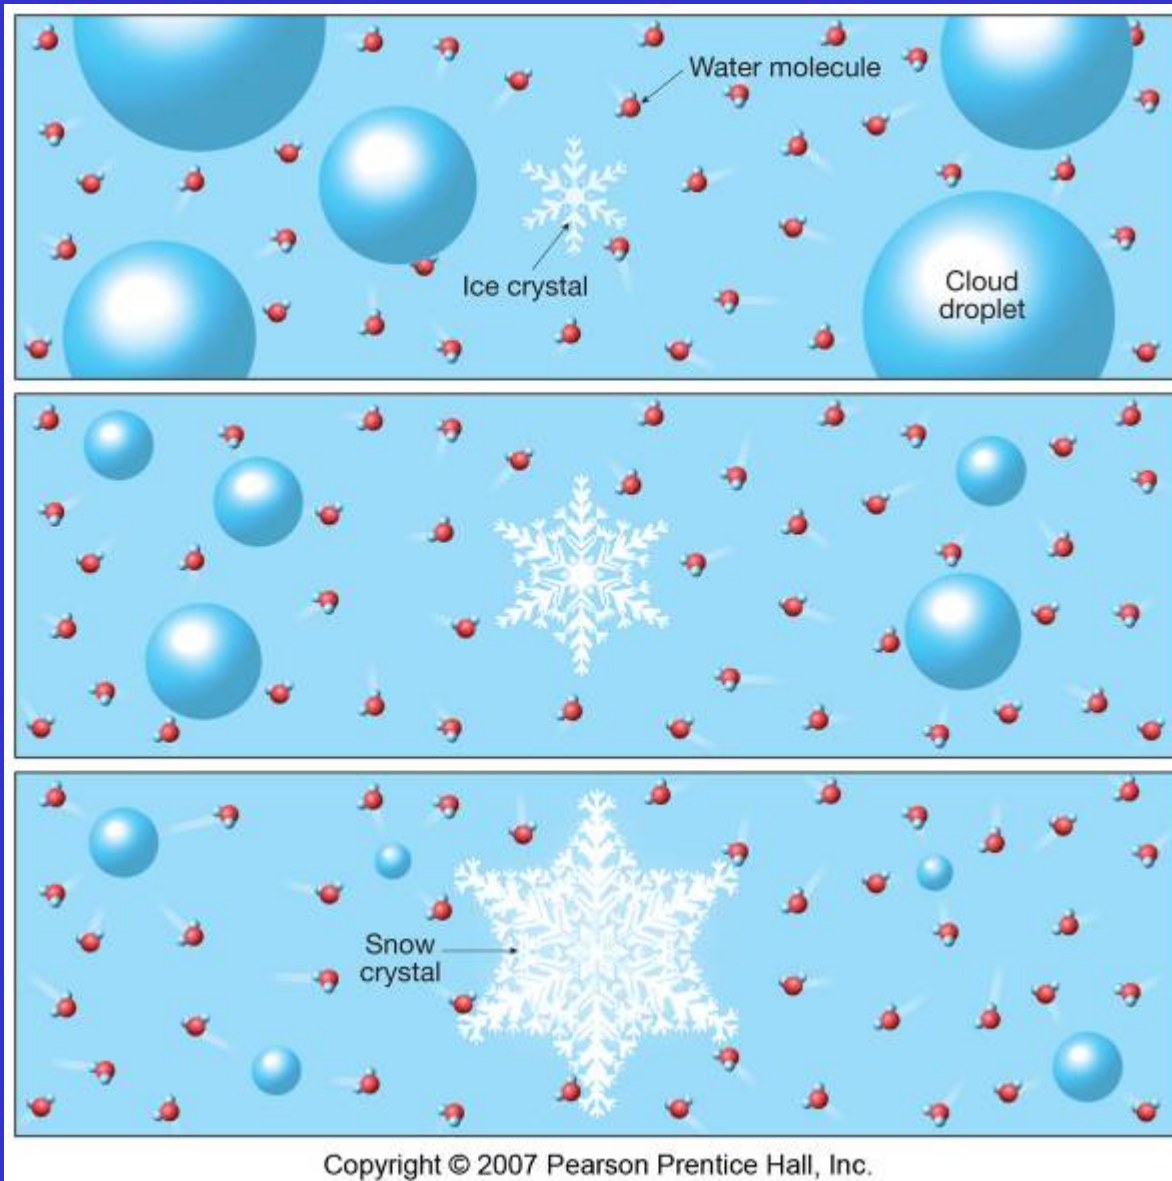 Water molecule
Ice crystal
Cloud
droplet
Snow
crystal
Copyright © 2007 Pearson Prentice Hall, Inc.